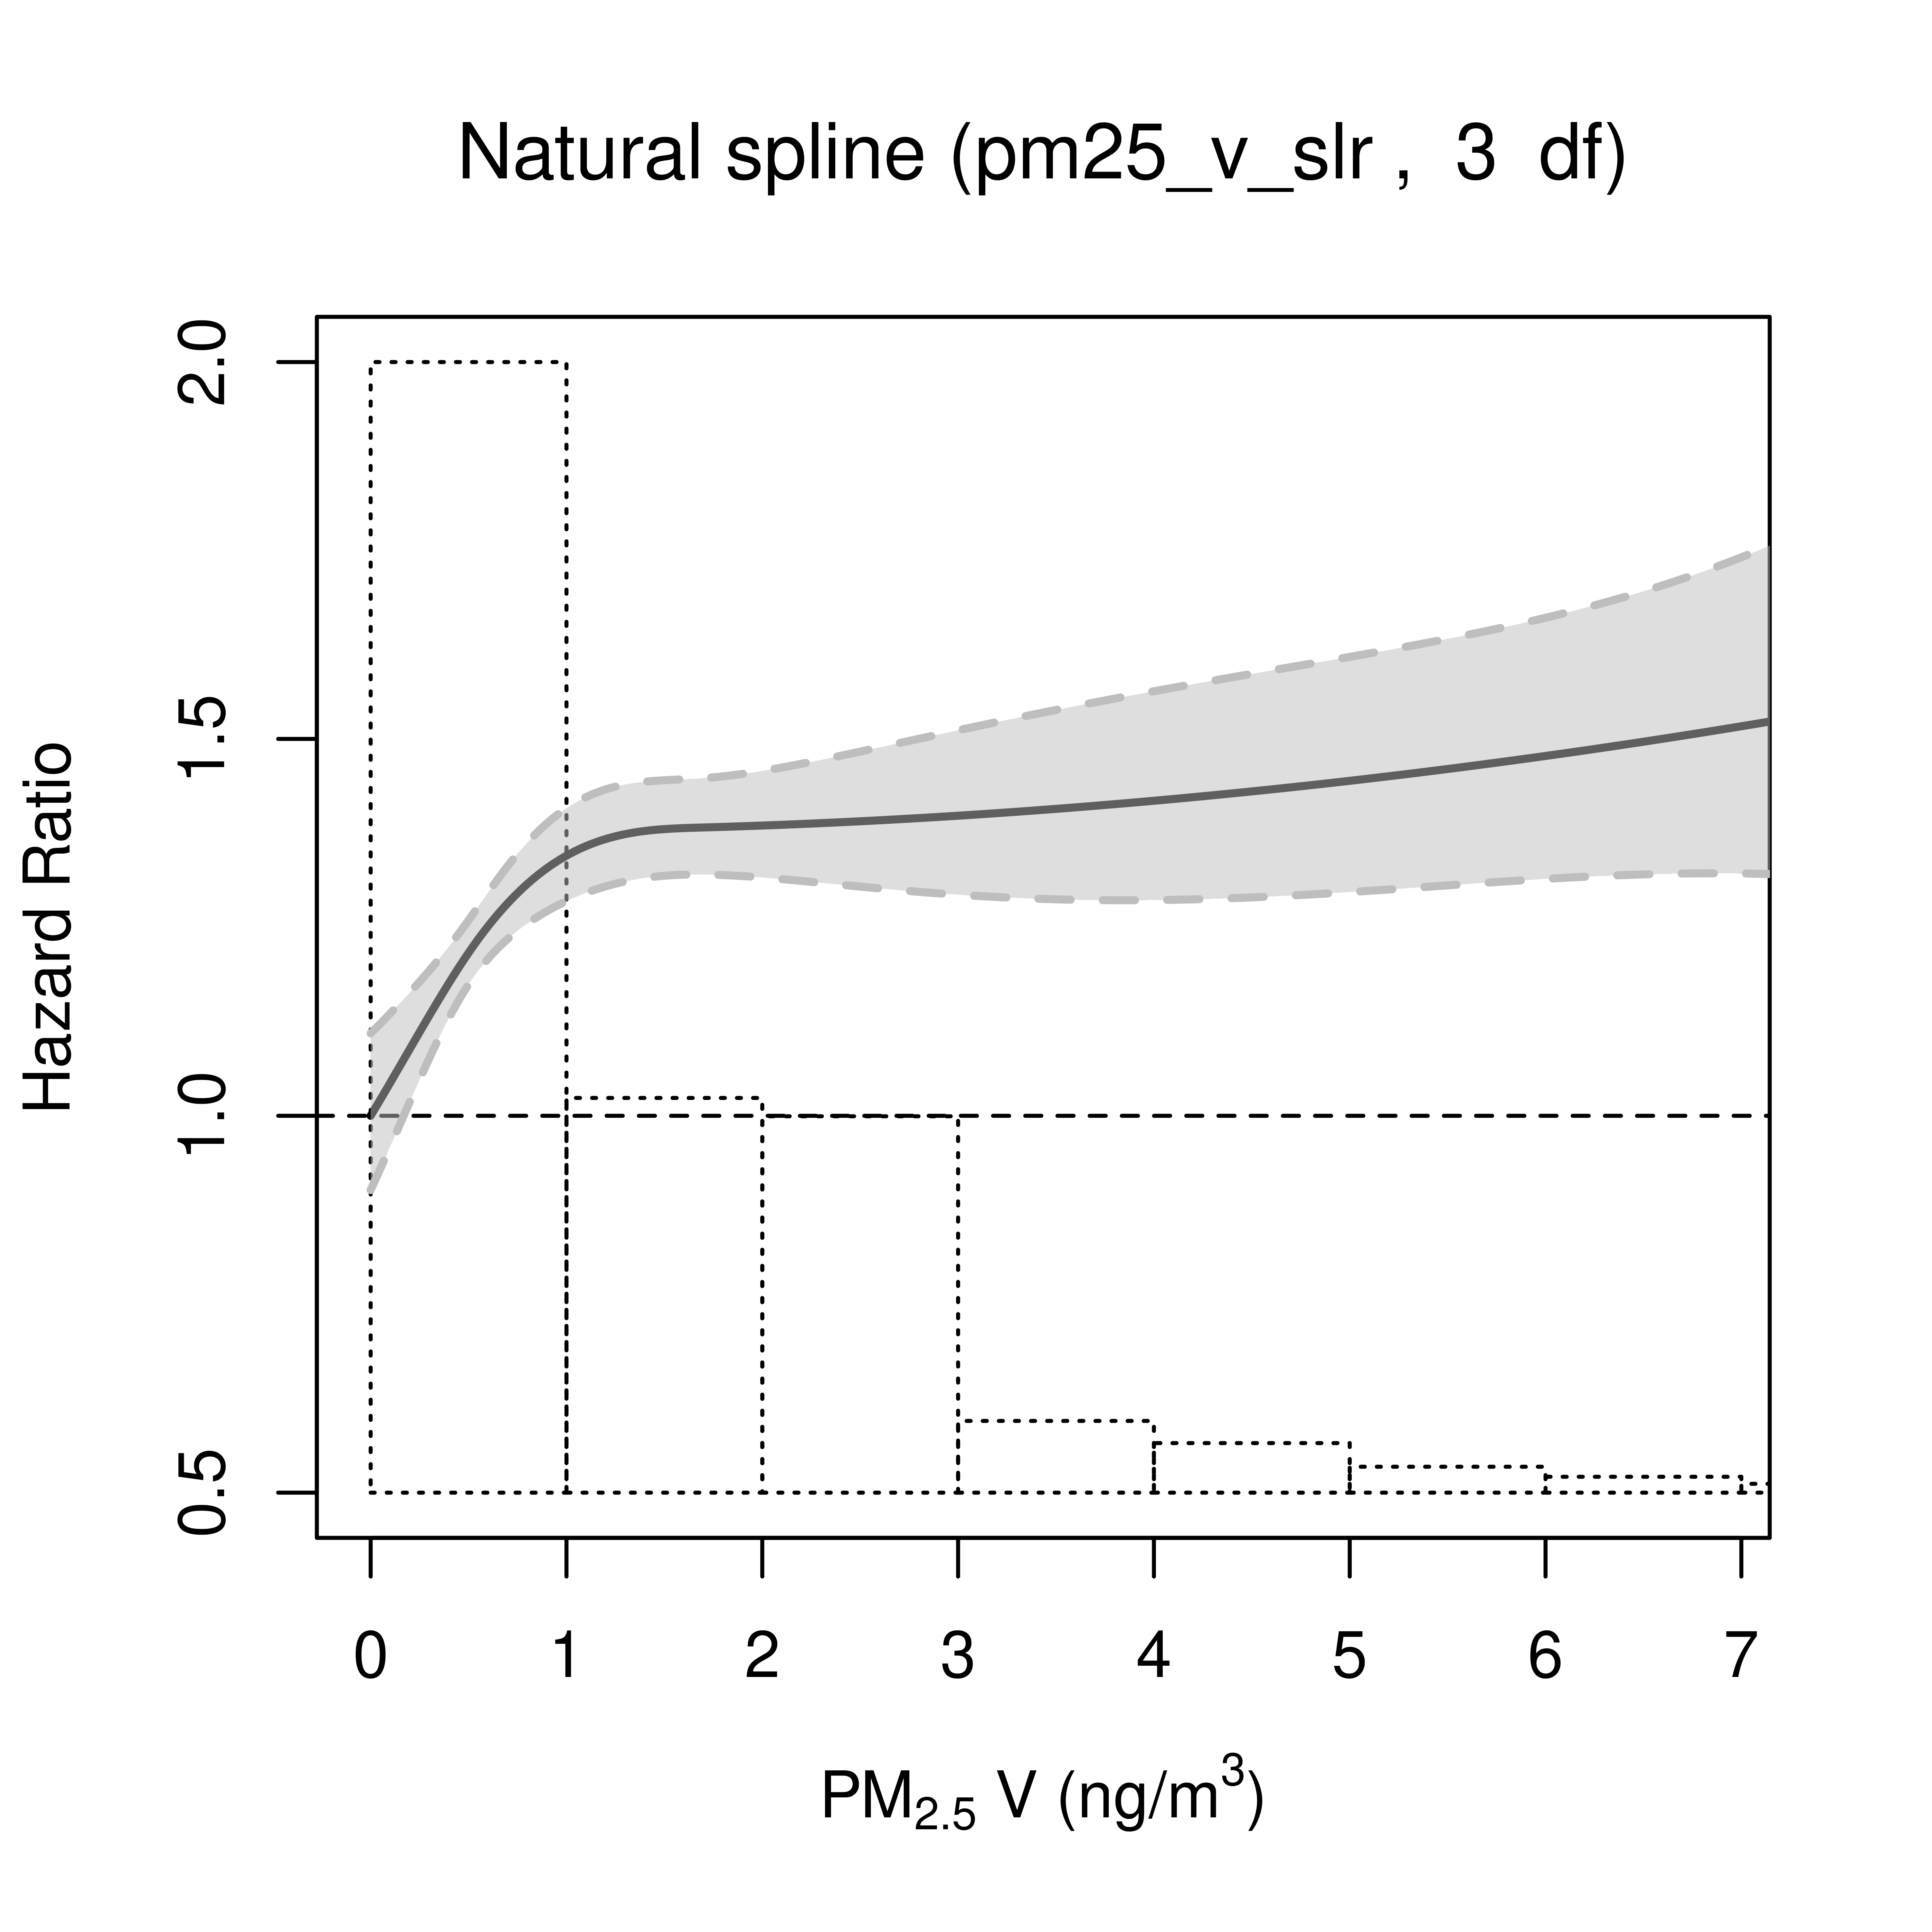 Natural spline (pm25_v_slr , 3 df)
Hazard Ratio
2.0
1.5
1.0
0.5
0 1 2 3 4 5 6 7
PM2.5 V (ng/m3)